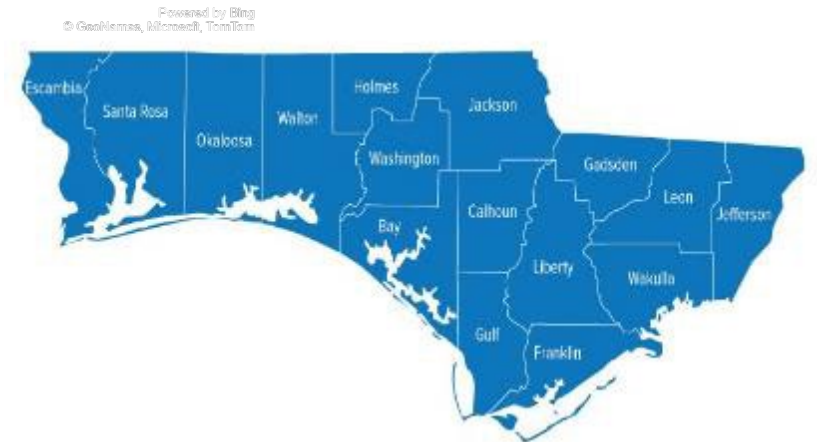 Powered by Bing
© GeoNames, Microsoft, TomTom
Escambia
Santa Rosa
Okaloosa
Walton
Holmes
Washington
Jackson
Bay
Calhoun
Gulf
Liberty
Franklin
Gadsden
Leon
Wakulla
Jefferson